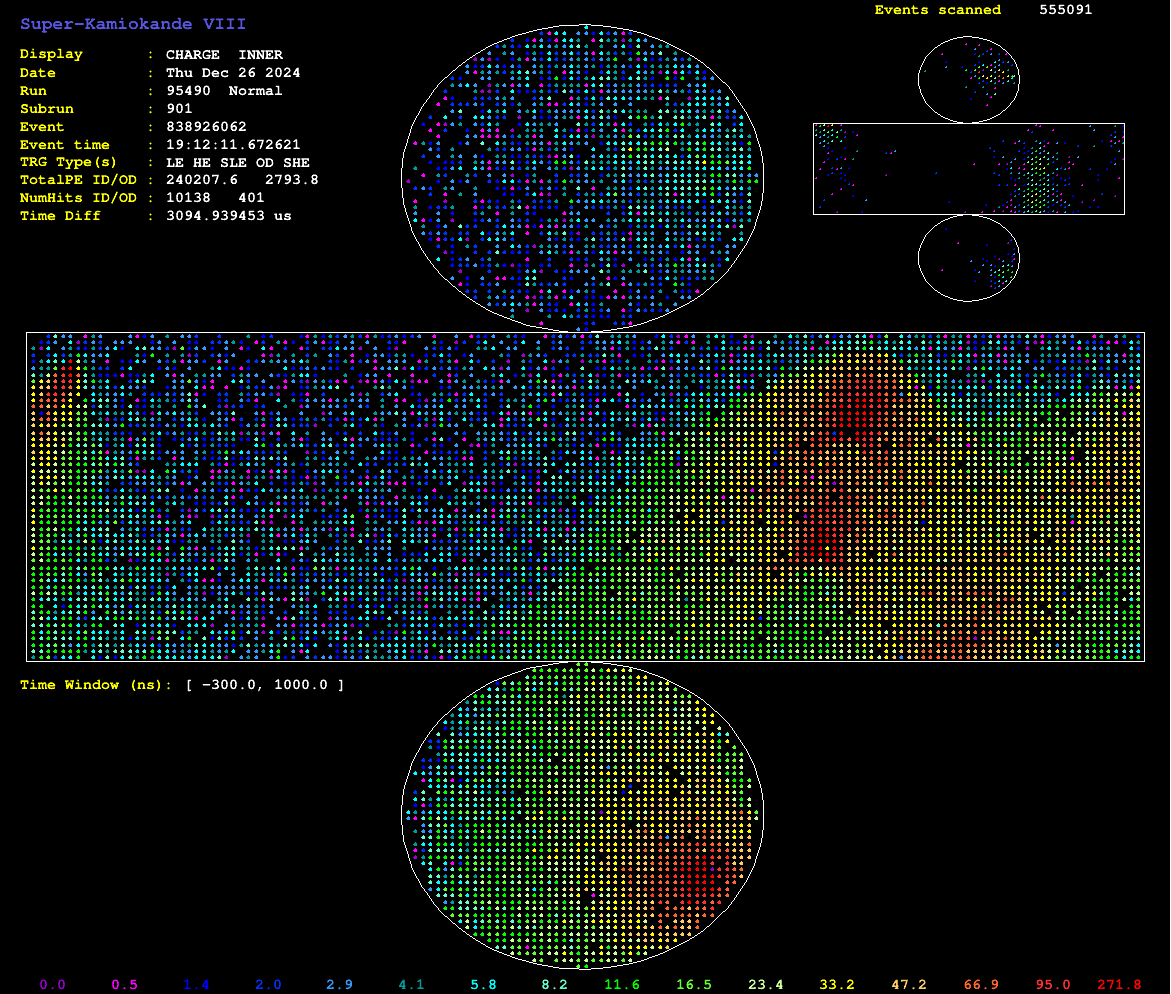 Super-Kamiokande VIII
Events scanned 555091
Display : CHARGE INNER
Date : Thu Dec 26 2024
Run : 95490 Normal
Subrun : 901
Event : 838926062
Event time : 19:12:11.672621
TRG Type(s) : LE HE SLE OD SHE
TotalPE ID/OD : 240207.6 2793.8
NumHits ID/OD : 10138 401
Time Diff : 3094.939453 us
Time Window (ns): [ −300.0, 1000.0 ]
0.0 0.5 1.4 2.0 2.9 4.1 5.8 8.2 11.6 16.5 23.4 33.2 47.2 66.9 95.0 271.8